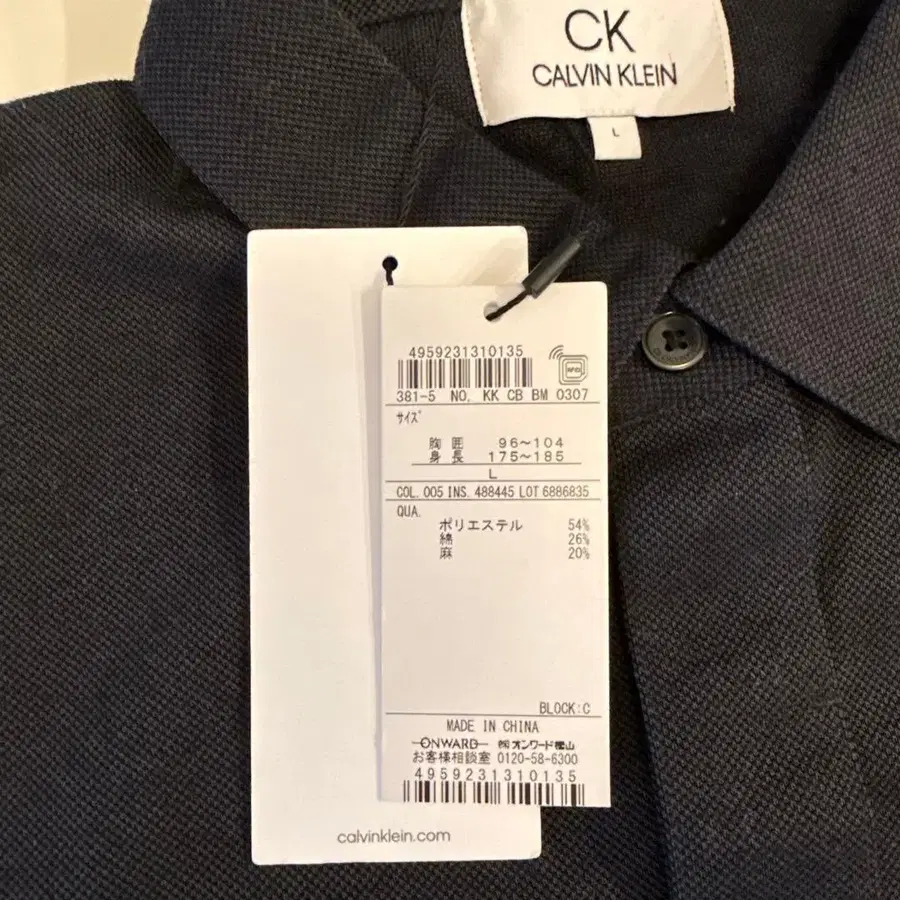 CK
CALVIN KLEIN
L
4959231310135
RFID
381-5 NO. KK CB BM 0307
ｻｲｽﾞ
胸 囲 96～104
身 長 175～185
L
COL. 005 INS. 488445 LOT 6886835
QUA.
ポリエステル 54%
綿 26%
麻 20%
BLOCK:C
MADE IN CHINA
ONWARD ㈱オンワード樫山
お客様相談室 0120-58-6300
4959231310135
calvinklein.com